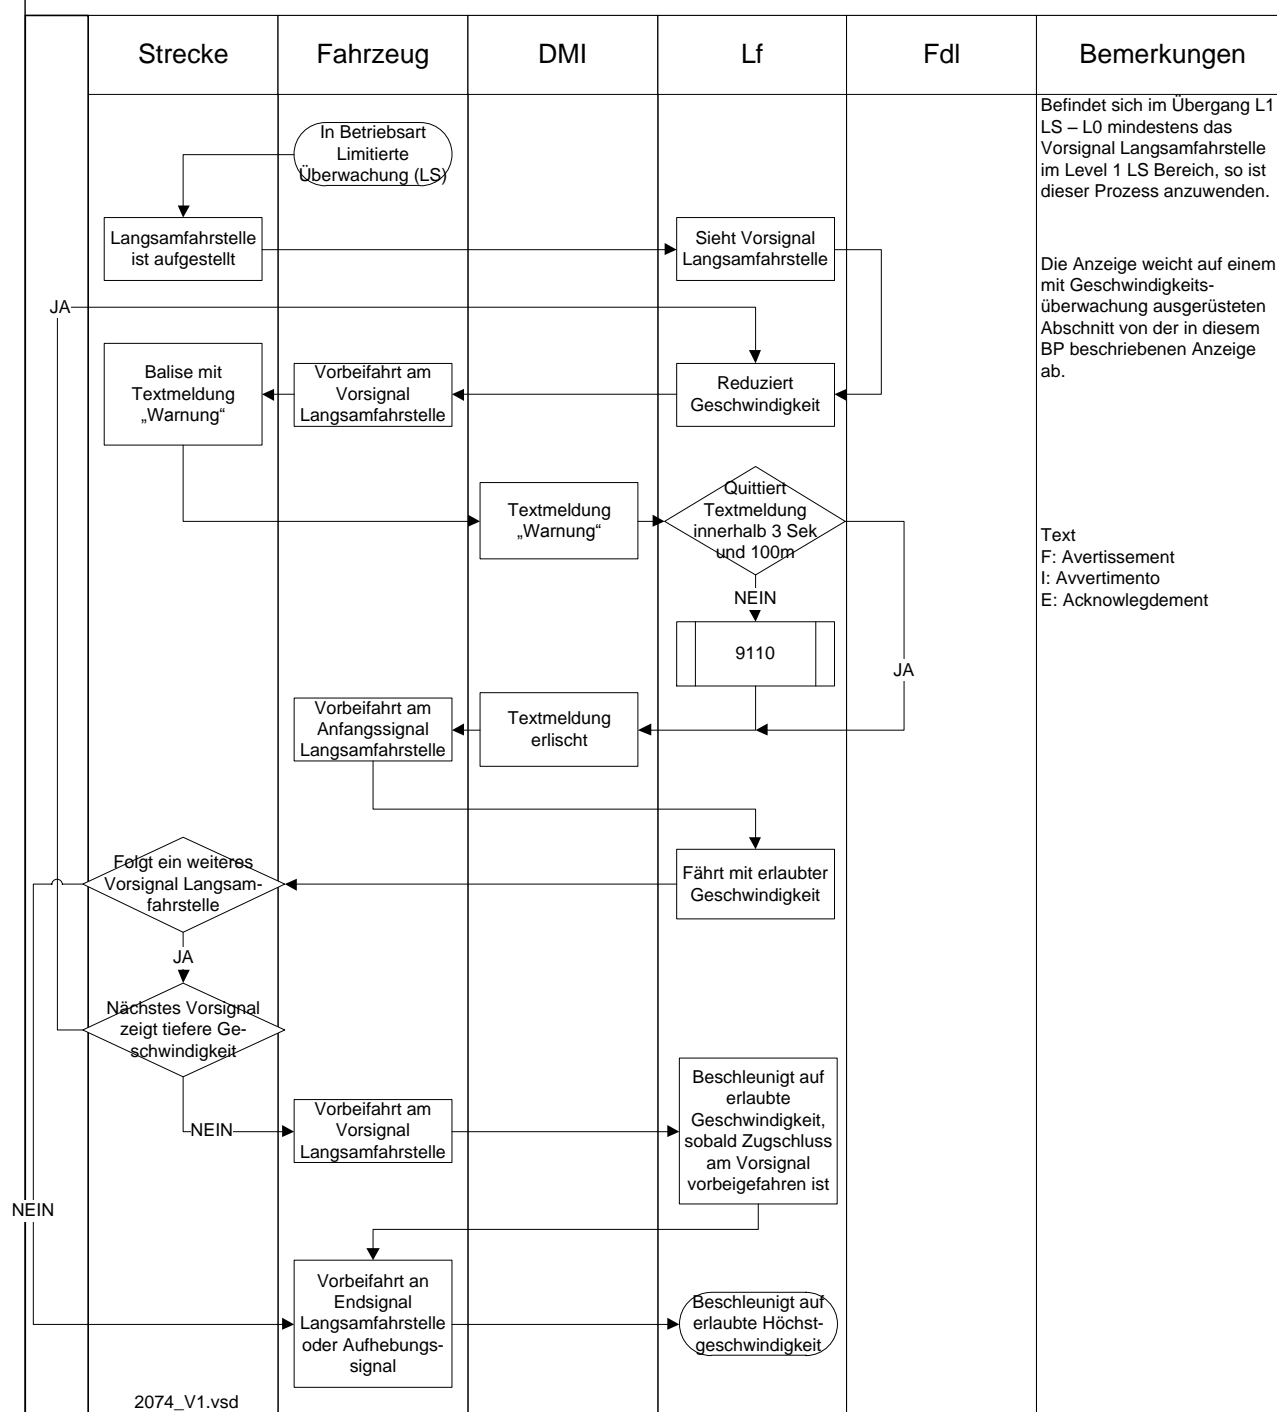 Strecke
Fahrzeug
DMI
Lf
Fdl
Bemerkungen
In Betriebsart
Limitierte
Überwachung (LS)
Befindet sich im Übergang L1
LS – L0 mindestens das
Vorsignal Langsamfahrstelle
im Level 1 LS Bereich, so ist
dieser Prozess anzuwenden.
Langsamfahrstelle
ist aufgestellt
Sieht Vorsignal
Langsamfahrstelle
Die Anzeige weicht auf einem
mit Geschwindigkeits-
überwachung ausgerüsteten
Abschnitt von der in diesem
BP beschriebenen Anzeige
ab.
JA
Balise mit
Textmeldung
„Warnung“
Vorbeifahrt am
Vorsignal
Langsamfahrstelle
Reduziert
Geschwindigkeit
Textmeldung
„Warnung“
Quittiert
Textmeldung
innerhalb 3 Sek
und 100m
Text
F: Avertissement
I: Avvertimento
E: Acknowlegdement
NEIN
9110
JA
Vorbeifahrt am
Anfangssignal
Langsamfahrstelle
Textmeldung
erlischt
Folgt ein weiteres
Vorsignal Langsam-
fahrstelle
Fährt mit erlaubter
Geschwindigkeit
JA
Nächstes Vorsignal
zeigt tiefere Ge-
schwindigkeit
NEIN
Vorbeifahrt am
Vorsignal
Langsamfahrstelle
Beschleunigt auf
erlaubte
Geschwindigkeit,
sobald Zugschluss
am Vorsignal
vorbeigefahren ist
NEIN
Vorbeifahrt an
Endsignal
Langsamfahrstelle
oder Aufhebungs-
signal
Beschleunigt auf
erlaubte Höchst-
geschwindigkeit
2074_V1.vsd